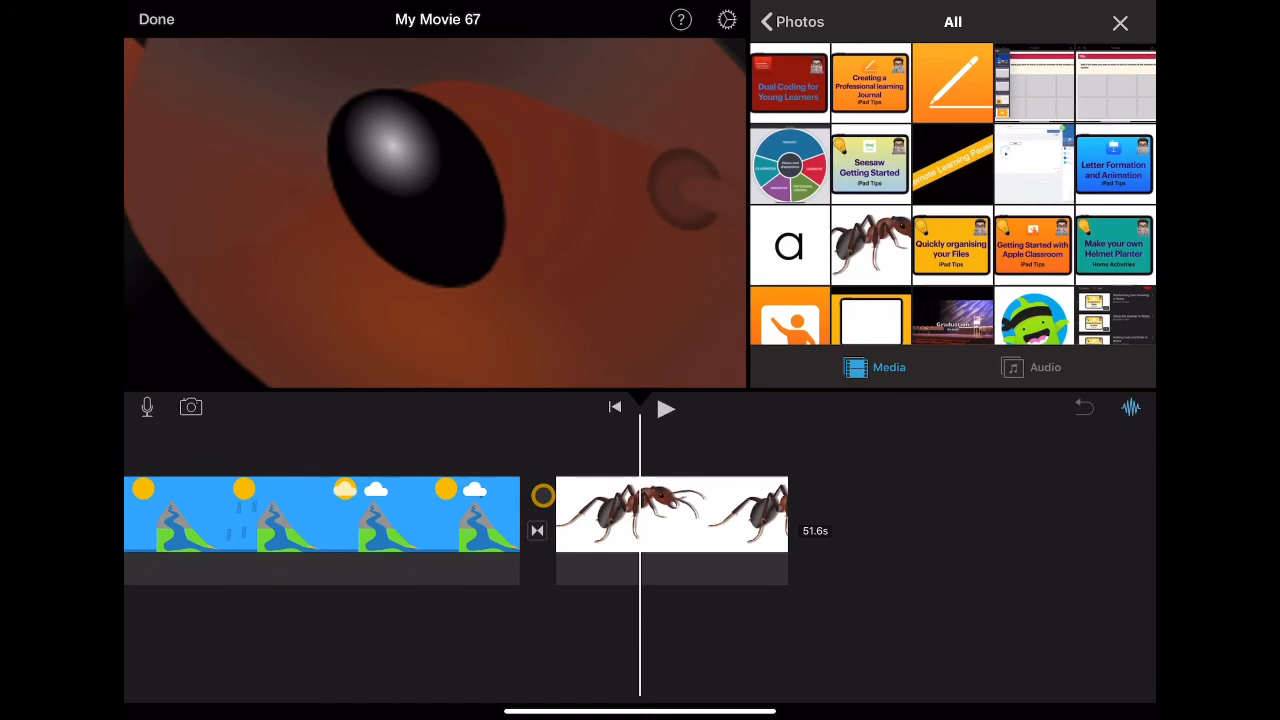 Done
My Movie 67
?
Photos
All
Dual Coding for
Young Learners
Creating a
Professional learning
Journal
iPad Tips
Seesaw
Getting Started
iPad Tips
emote Learning Pause
Letter Formation
and Animation
iPad Tips
a
Quickly organising
your Files
iPad Tips
Getting Started with
Apple Classroom
iPad Tips
Make your own
Helmet Planter
Home Activities
Graduation
Media
Audio
51.6s